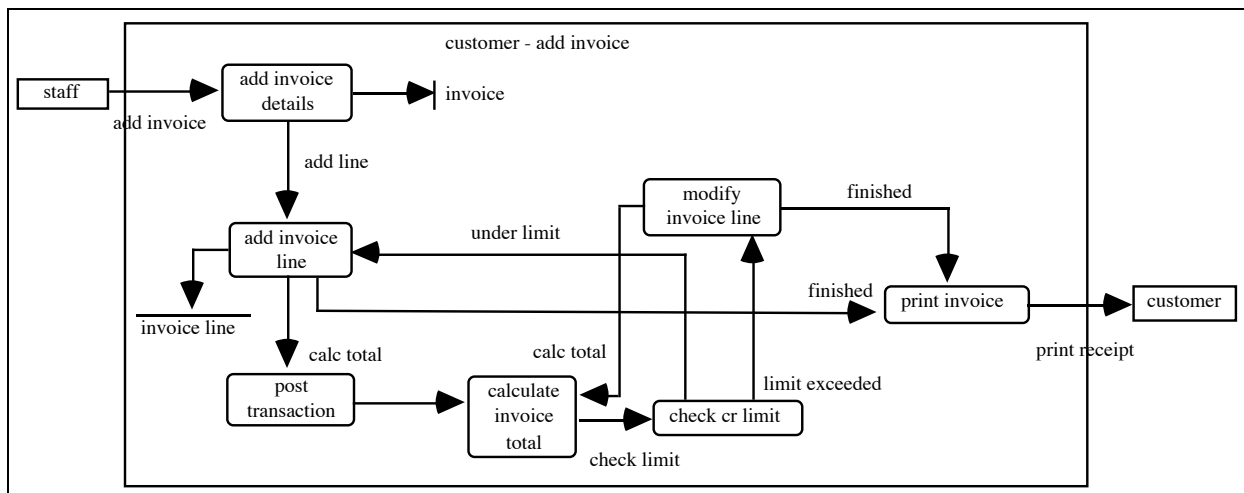 customer - add invoice
staff
add invoice
details
invoice
add invoice
add line
modify
invoice line
finished
add invoice
line
under limit
finished
print invoice
customer
invoice line
calc total
calc total
print receipt
post
transaction
calculate
invoice
total
limit exceeded
check cr limit
check limit